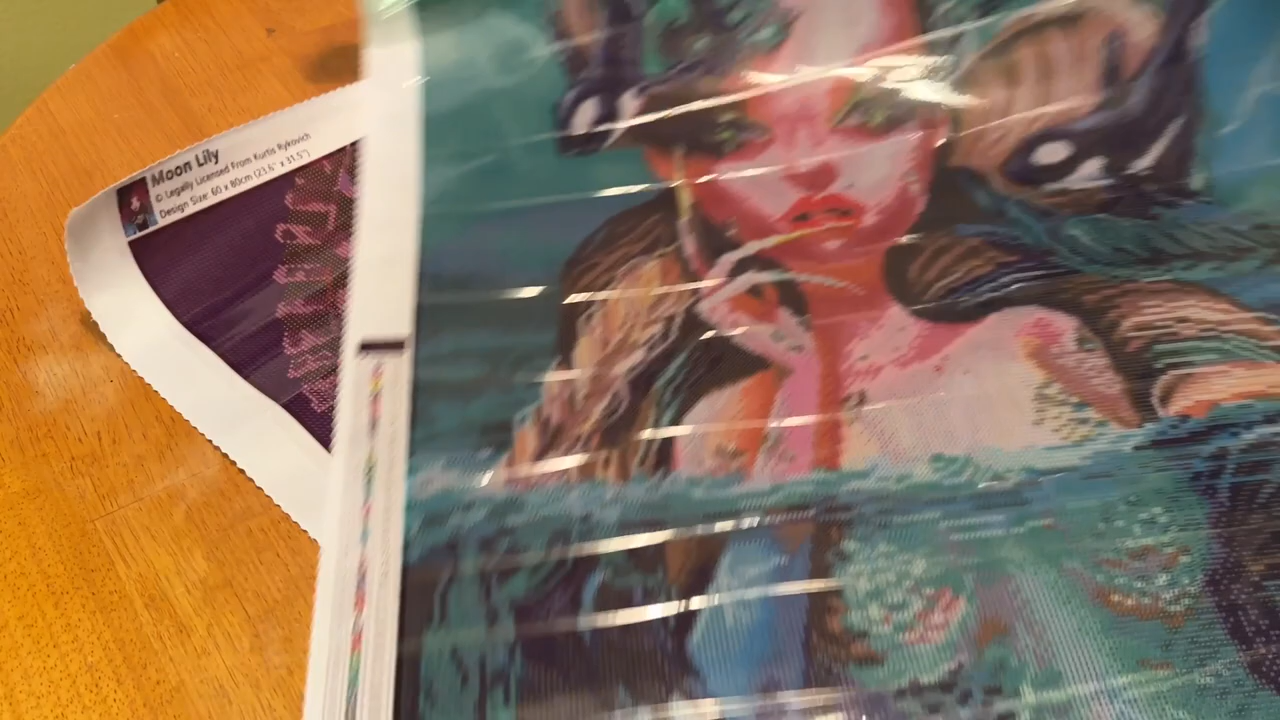 Moon Lily
© Legally Licensed From Kurtis Rykovich
Design Size: 60 x 80cm (23.6" x 31.5")